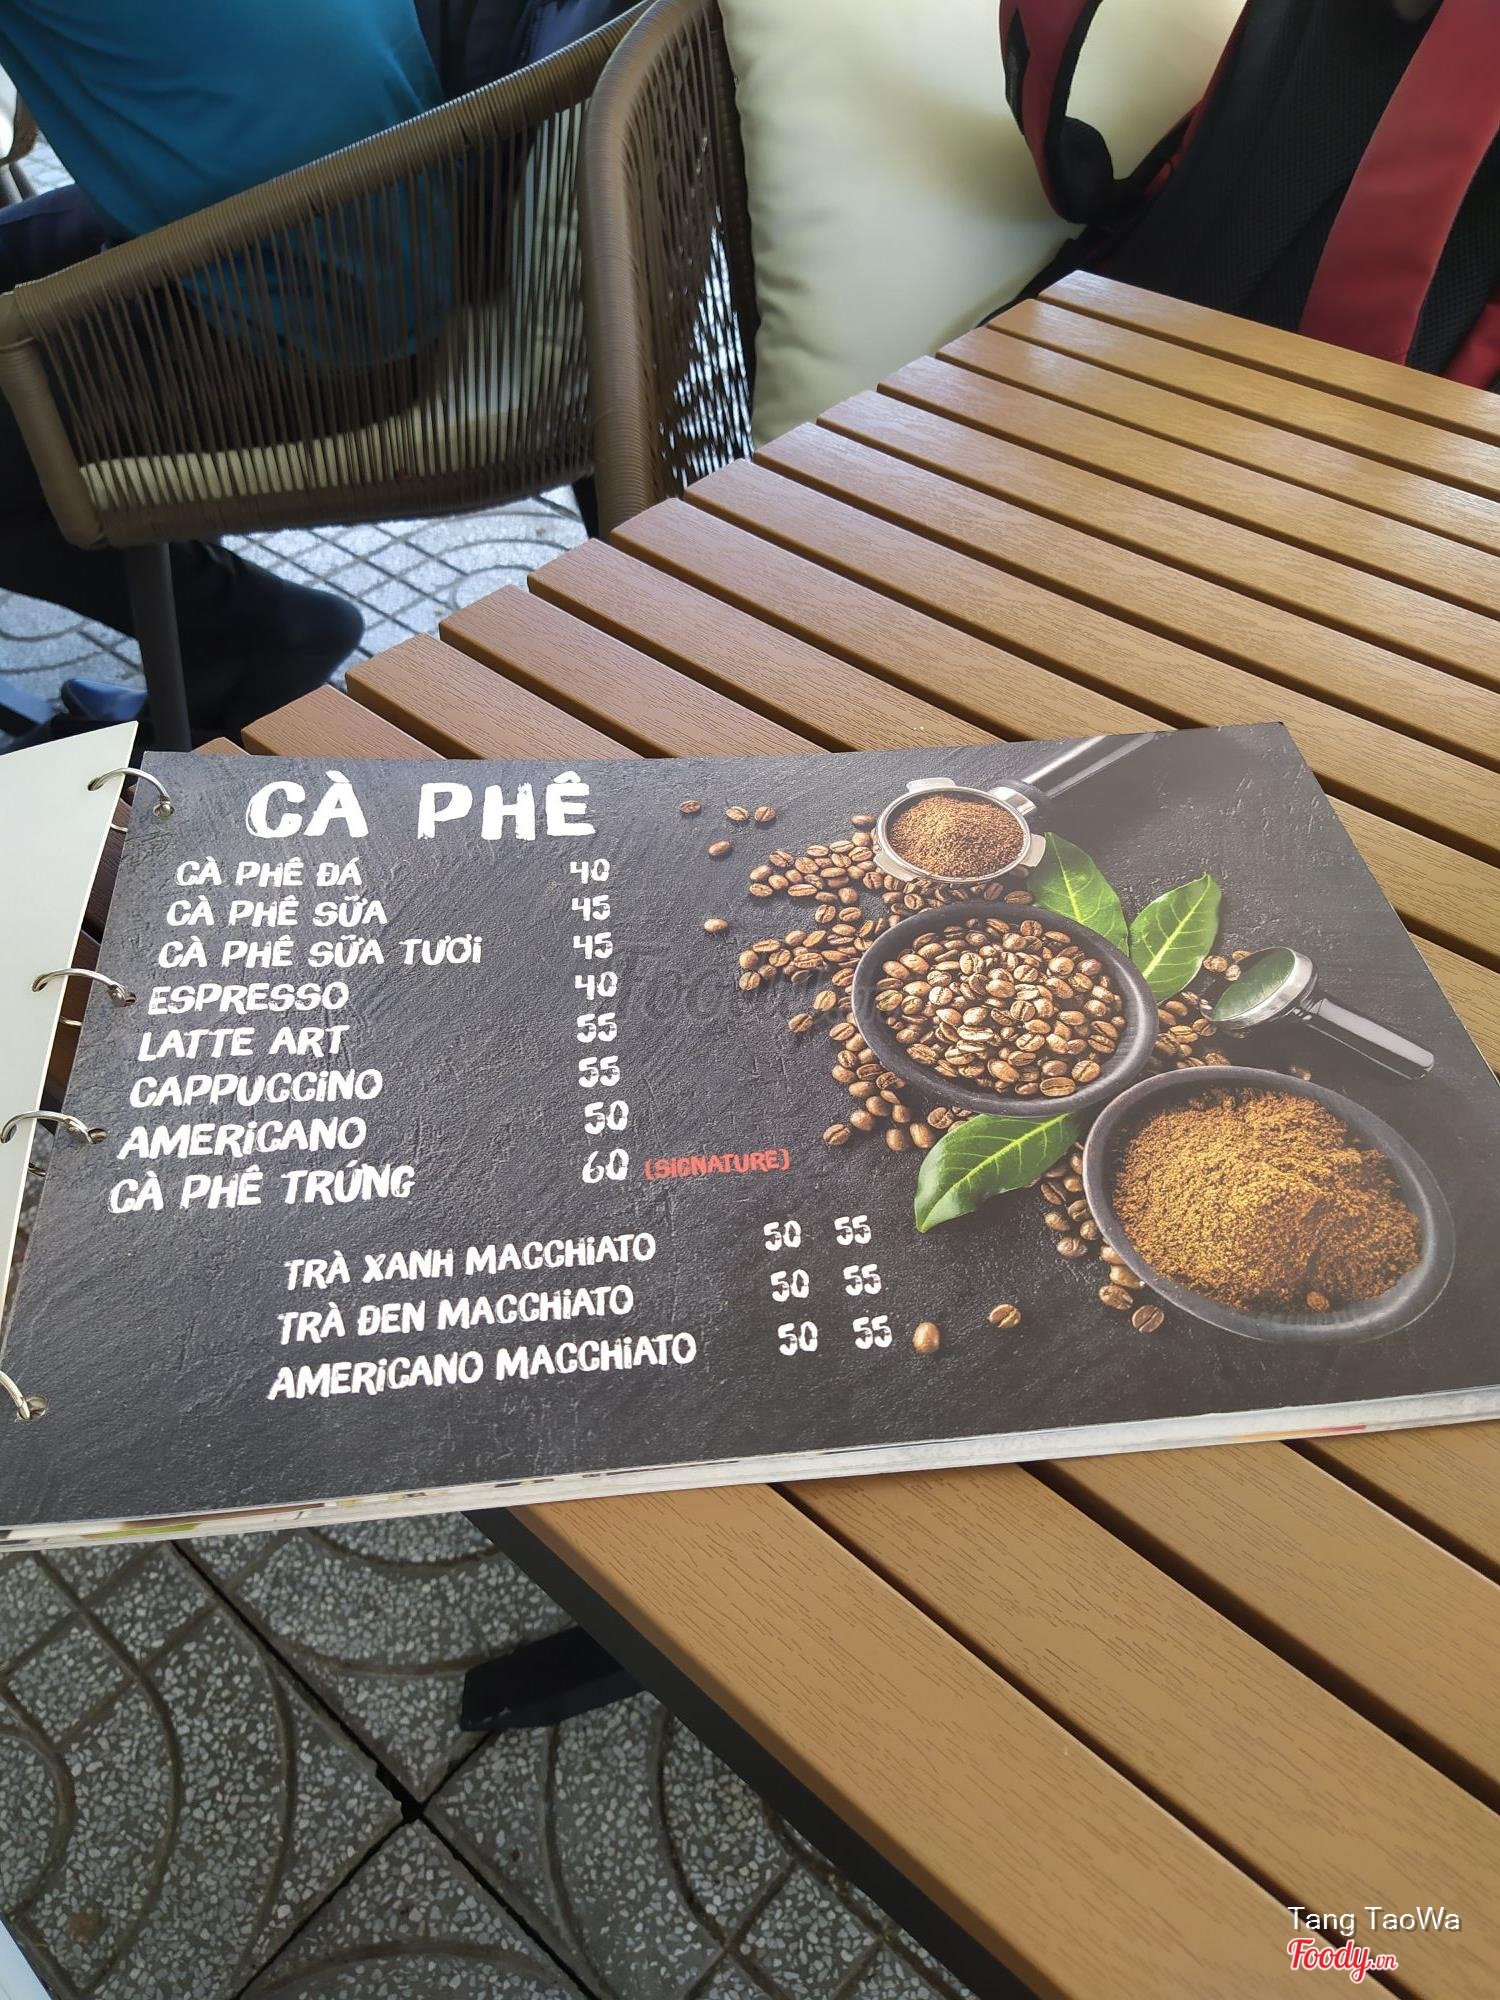 CÀ PHÊ
CÀ PHÊ ĐÁ 40
CÀ PHÊ SỮA 45
CÀ PHÊ SỮA TƯƠi 45
ESPRESSO 40
LATTE ART 55
CAPPUCCiNO 55
AMERiCANO 50
CÀ PHÊ TRỨNG 60 (SiGNATURE)
TRÀ XANH MACCHiATO 50 55
TRÀ ĐEN MACCHiATO 50 55
AMERiCANO MACCHiATO 50 55
Foody.vn
Tang TaoWa
Foody.vn